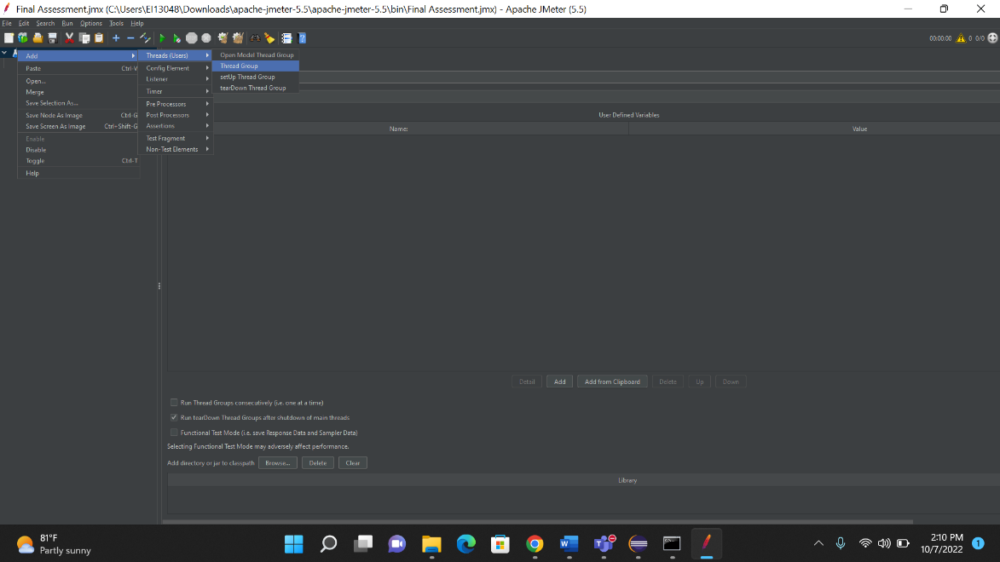 Final Assessment.jmx (C:\Users\EI13048\Downloads\apache-jmeter-5.5\apache-jmeter-5.5\bin\Final Assessment.jmx) - Apache JMeter (5.5)
File Edit Search Run Options Tools Help
00:00:00 0 0/0
Add
Paste Ctrl-V
Open...
Merge
Save Selection As...
Save Node As Image Ctrl-G
Save Screen As Image Ctrl+Shift-G
Enable
Disable
Toggle Ctrl-T
Help
Threads (Users)
Config Element
Listener
Timer
Pre Processors
Post Processors
Assertions
Test Fragment
Non-Test Elements
Open Model Thread Group
Thread Group
setUp Thread Group
tearDown Thread Group
User Defined Variables
Name: Value
Detail Add Add from Clipboard Delete Up Down
Run Thread Groups consecutively (i.e. one at a time)
Run tearDown Thread Groups after shutdown of main threads
Functional Test Mode (i.e. save Response Data and Sampler Data)
Selecting Functional Test Mode may adversely affect performance.
Add directory or jar to classpath Browse... Delete Clear
Library
81°F
Partly sunny
2:10 PM
10/7/2022
1